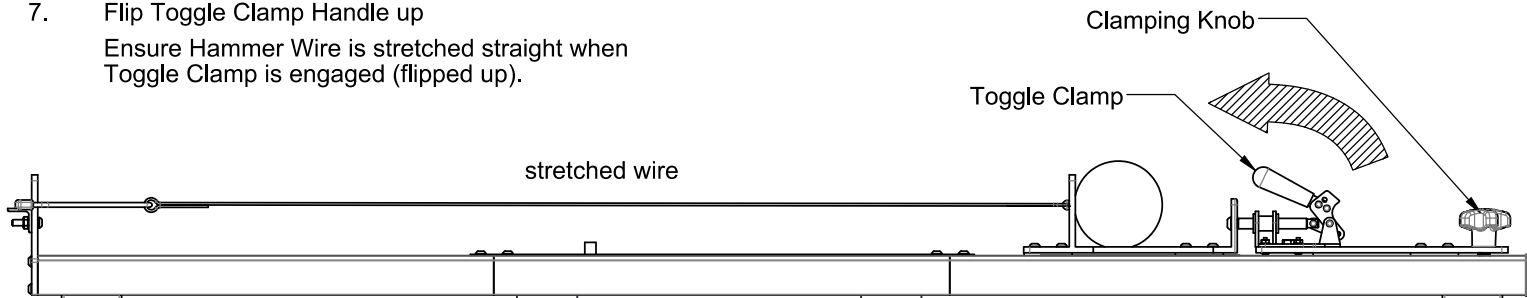 7. Flip Toggle Clamp Handle up
Ensure Hammer Wire is stretched straight when
Toggle Clamp is engaged (flipped up).
Clamping Knob
Toggle Clamp
stretched wire